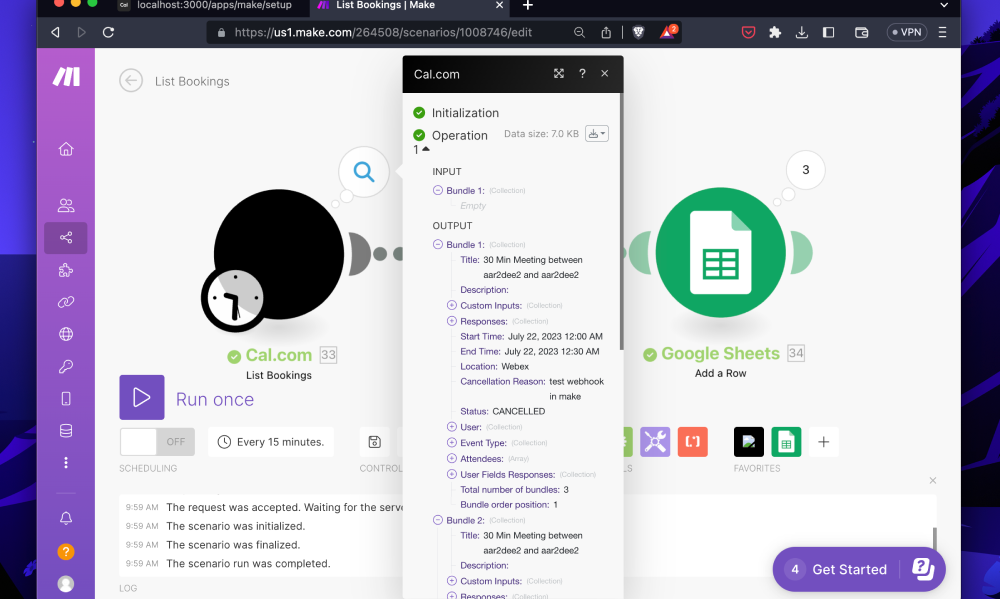 localhost:3000/apps/make/setup
List Bookings | Make
https://us1.make.com/264508/scenarios/1008746/edit
2
VPN
List Bookings
Cal.com
?
Initialization
Operation
1
Data size: 7.0 KB
INPUT
Bundle 1: (Collection)
Empty
OUTPUT
Bundle 1: (Collection)
Title: 30 Min Meeting between
aar2dee2 and aar2dee2
Description:
Custom Inputs: (Collection)
Responses: (Collection)
Start Time: July 22, 2023 12:00 AM
End Time: July 22, 2023 12:30 AM
Location: Webex
Cancellation Reason: test webhook
in make
Status: CANCELLED
User: (Collection)
Event Type: (Collection)
Attendees: (Array)
User Fields Responses: (Collection)
Total number of bundles: 3
Bundle order position: 1
Bundle 2: (Collection)
Title: 30 Min Meeting between
aar2dee2 and aar2dee2
Description:
Custom Inputs: (Collection)
Responses: (Collection)
3
Cal.com 33
List Bookings
Google Sheets 34
Add a Row
Run once
OFF
Every 15 minutes.
SCHEDULING
CONTROL
LS
FAVORITES
9:59 AM The request was accepted. Waiting for the serve
9:59 AM The scenario was initialized.
9:59 AM The scenario was finalized.
9:59 AM The scenario run was completed.
LOG
4 Get Started
?
?